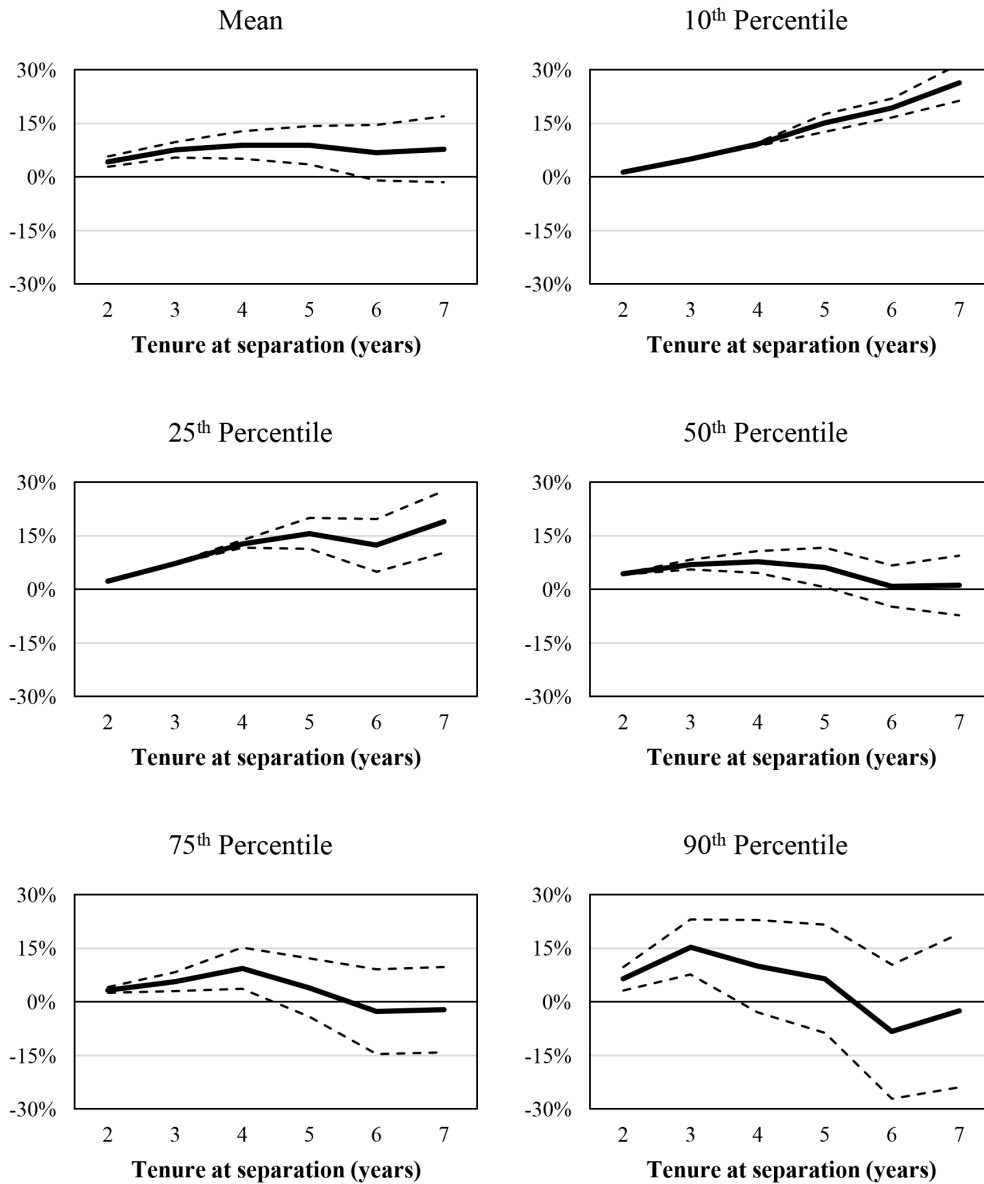 Mean
30%
15%
0%
-15%
-30%
2 3 4 5 6 7
Tenure at separation (years)
10th Percentile
30%
15%
0%
-15%
-30%
2 3 4 5 6 7
Tenure at separation (years)
25th Percentile
30%
15%
0%
-15%
-30%
2 3 4 5 6 7
Tenure at separation (years)
50th Percentile
30%
15%
0%
-15%
-30%
2 3 4 5 6 7
Tenure at separation (years)
75th Percentile
30%
15%
0%
-15%
-30%
2 3 4 5 6 7
Tenure at separation (years)
90th Percentile
30%
15%
0%
-15%
-30%
2 3 4 5 6 7
Tenure at separation (years)